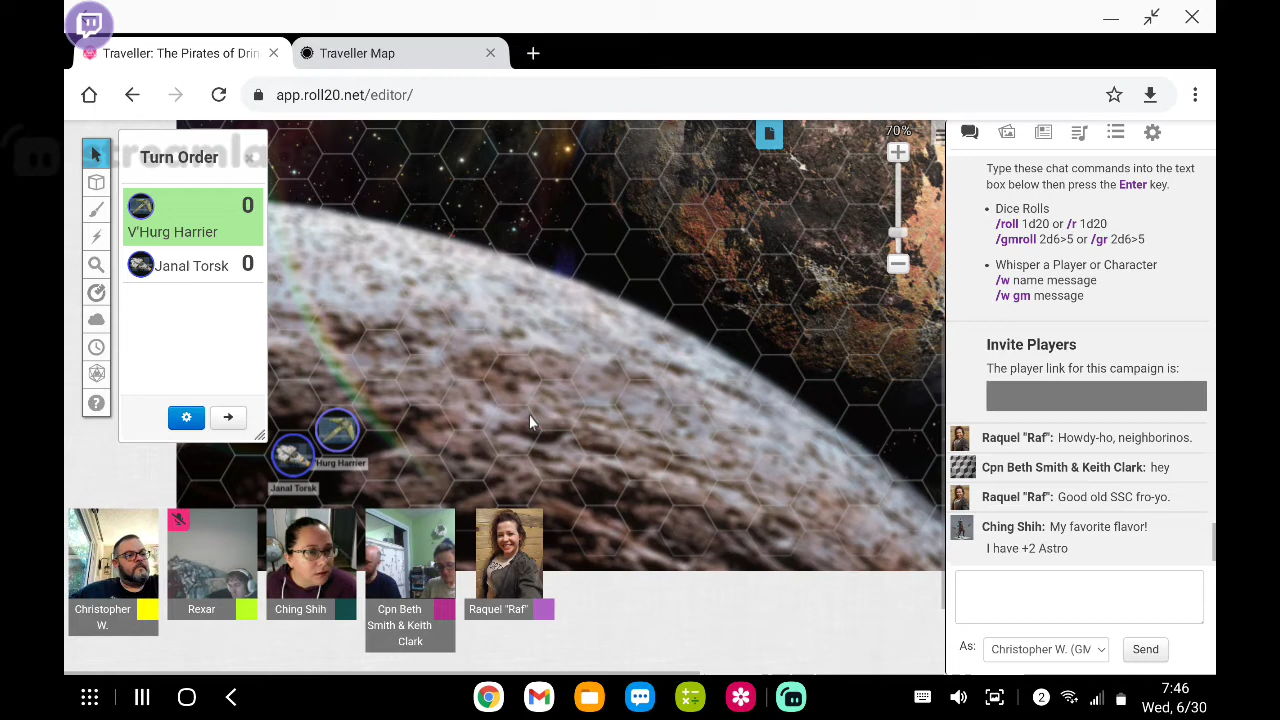 Traveller: The Pirates of Drin
Traveller Map
app.roll20.net/editor/
Turn Order
V'Hurg Harrier
0
Janal Torsk
0
70%
Type these chat commands into the text
box below then press the Enter key.
Dice Rolls
/roll 1d20 or /r 1d20
/gmroll 2d6>5 or /gr 2d6>5
Whisper a Player or Character
/w name message
/w gm message
Invite Players
The player link for this campaign is:
Raquel "Raf": Howdy-ho, neighborinos.
Cpn Beth Smith & Keith Clark: hey
Raquel "Raf": Good old SSC fro-yo.
Ching Shih: My favorite flavor!
I have +2 Astro
'Hurg Harrier
Janal Torsk
Christopher
W.
Rexar
Ching Shih
Cpn Beth
Smith & Keith
Clark
Raquel "Raf"
As:
Christopher W. (GM
Send
2
7:46
Wed, 6/30